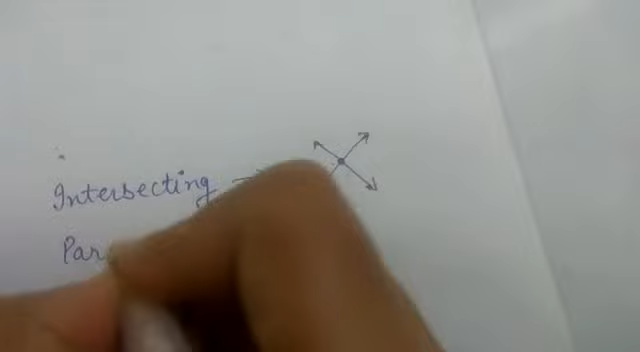 Intersecting →
Par